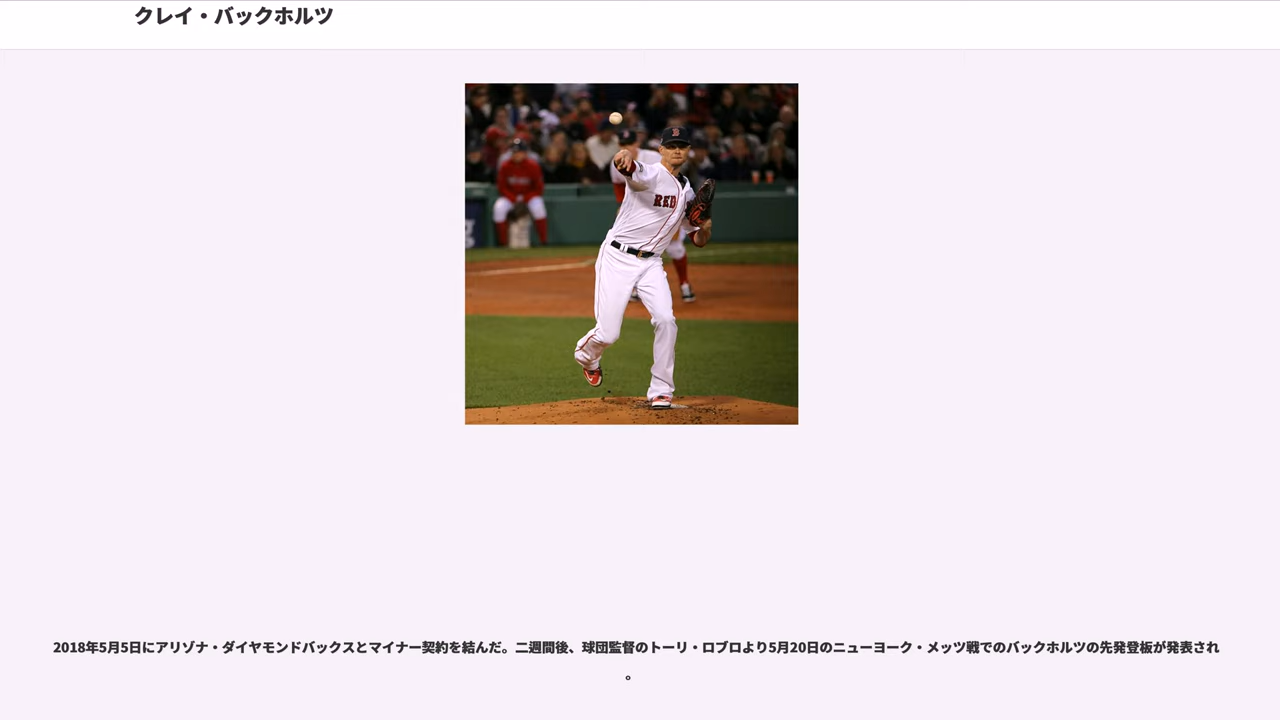 クレイ・バックホルツ
RED
2018年5月5日にアリゾナ・ダイヤモンドバックスとマイナー契約を結んだ。二週間後、球団監督のトーリ・ロブロより5月20日のニューヨーク・メッツ戦でのバックホルツの先発登板が発表され
。